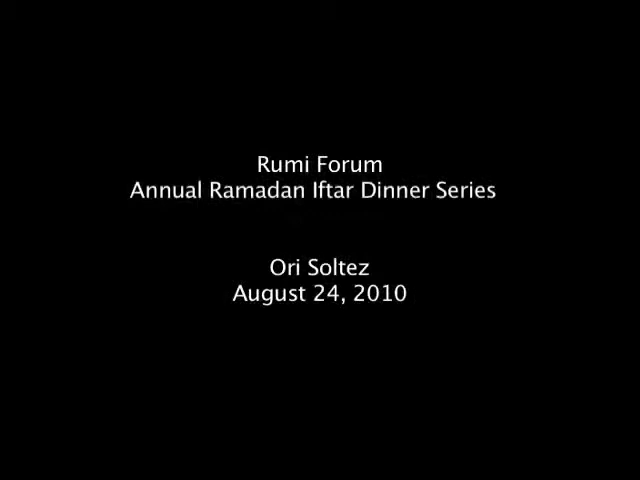 Rumi Forum
Annual Ramadan Iftar Dinner Series
Ori Soltez
August 24, 2010